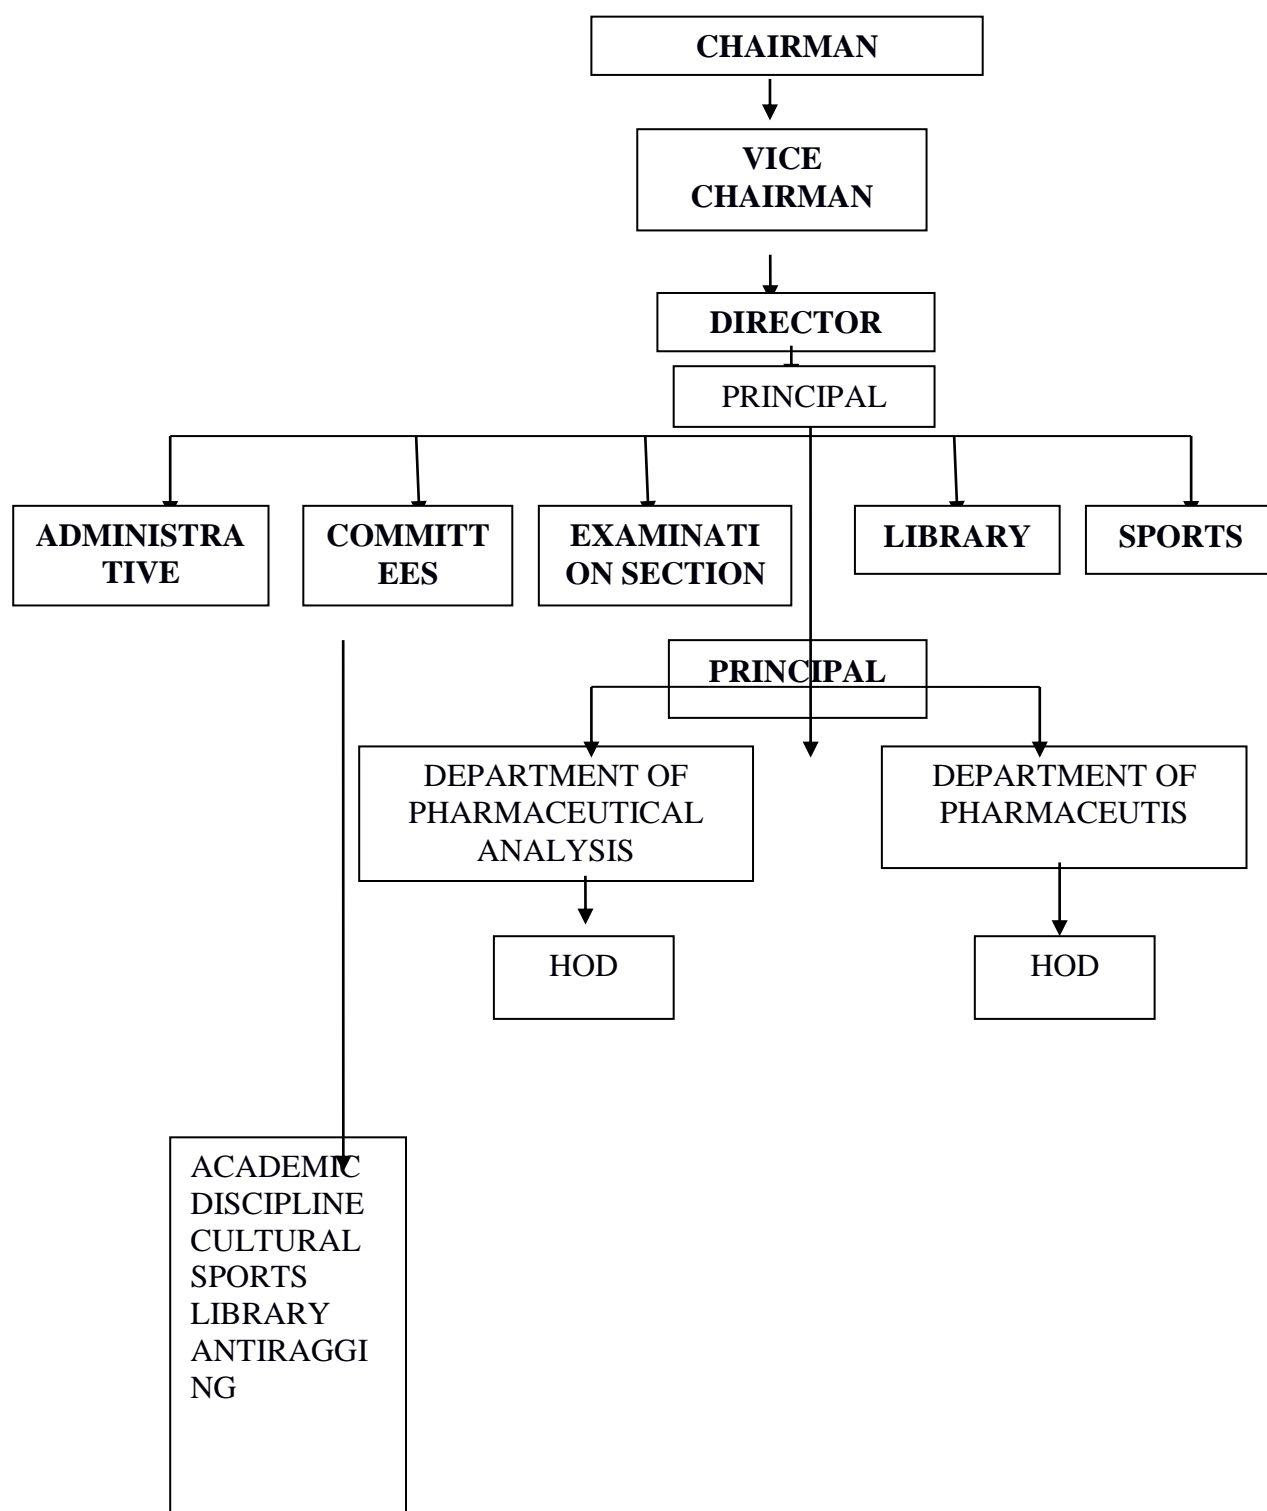 CHAIRMAN
VICE
CHAIRMAN
DIRECTOR
PRINCIPAL
ADMINISTRA
TIVE
COMMITT
EES
EXAMINATI
ON SECTION
LIBRARY
SPORTS
PRINCIPAL
DEPARTMENT OF
PHARMACEUTICAL
ANALYSIS
DEPARTMENT OF
PHARMACEUTIS
HOD
HOD
ACADEMIC
DISCIPLINE
CULTURAL
SPORTS
LIBRARY
ANTIRAGGI
NG